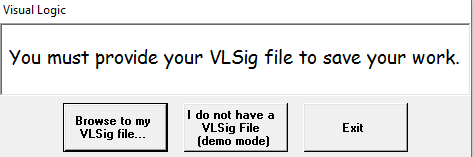 Visual Logic
You must provide your VLSig file to save your work.
Browse to my
VLSig file...
I do not have a
VLSig File
(demo mode)
Exit